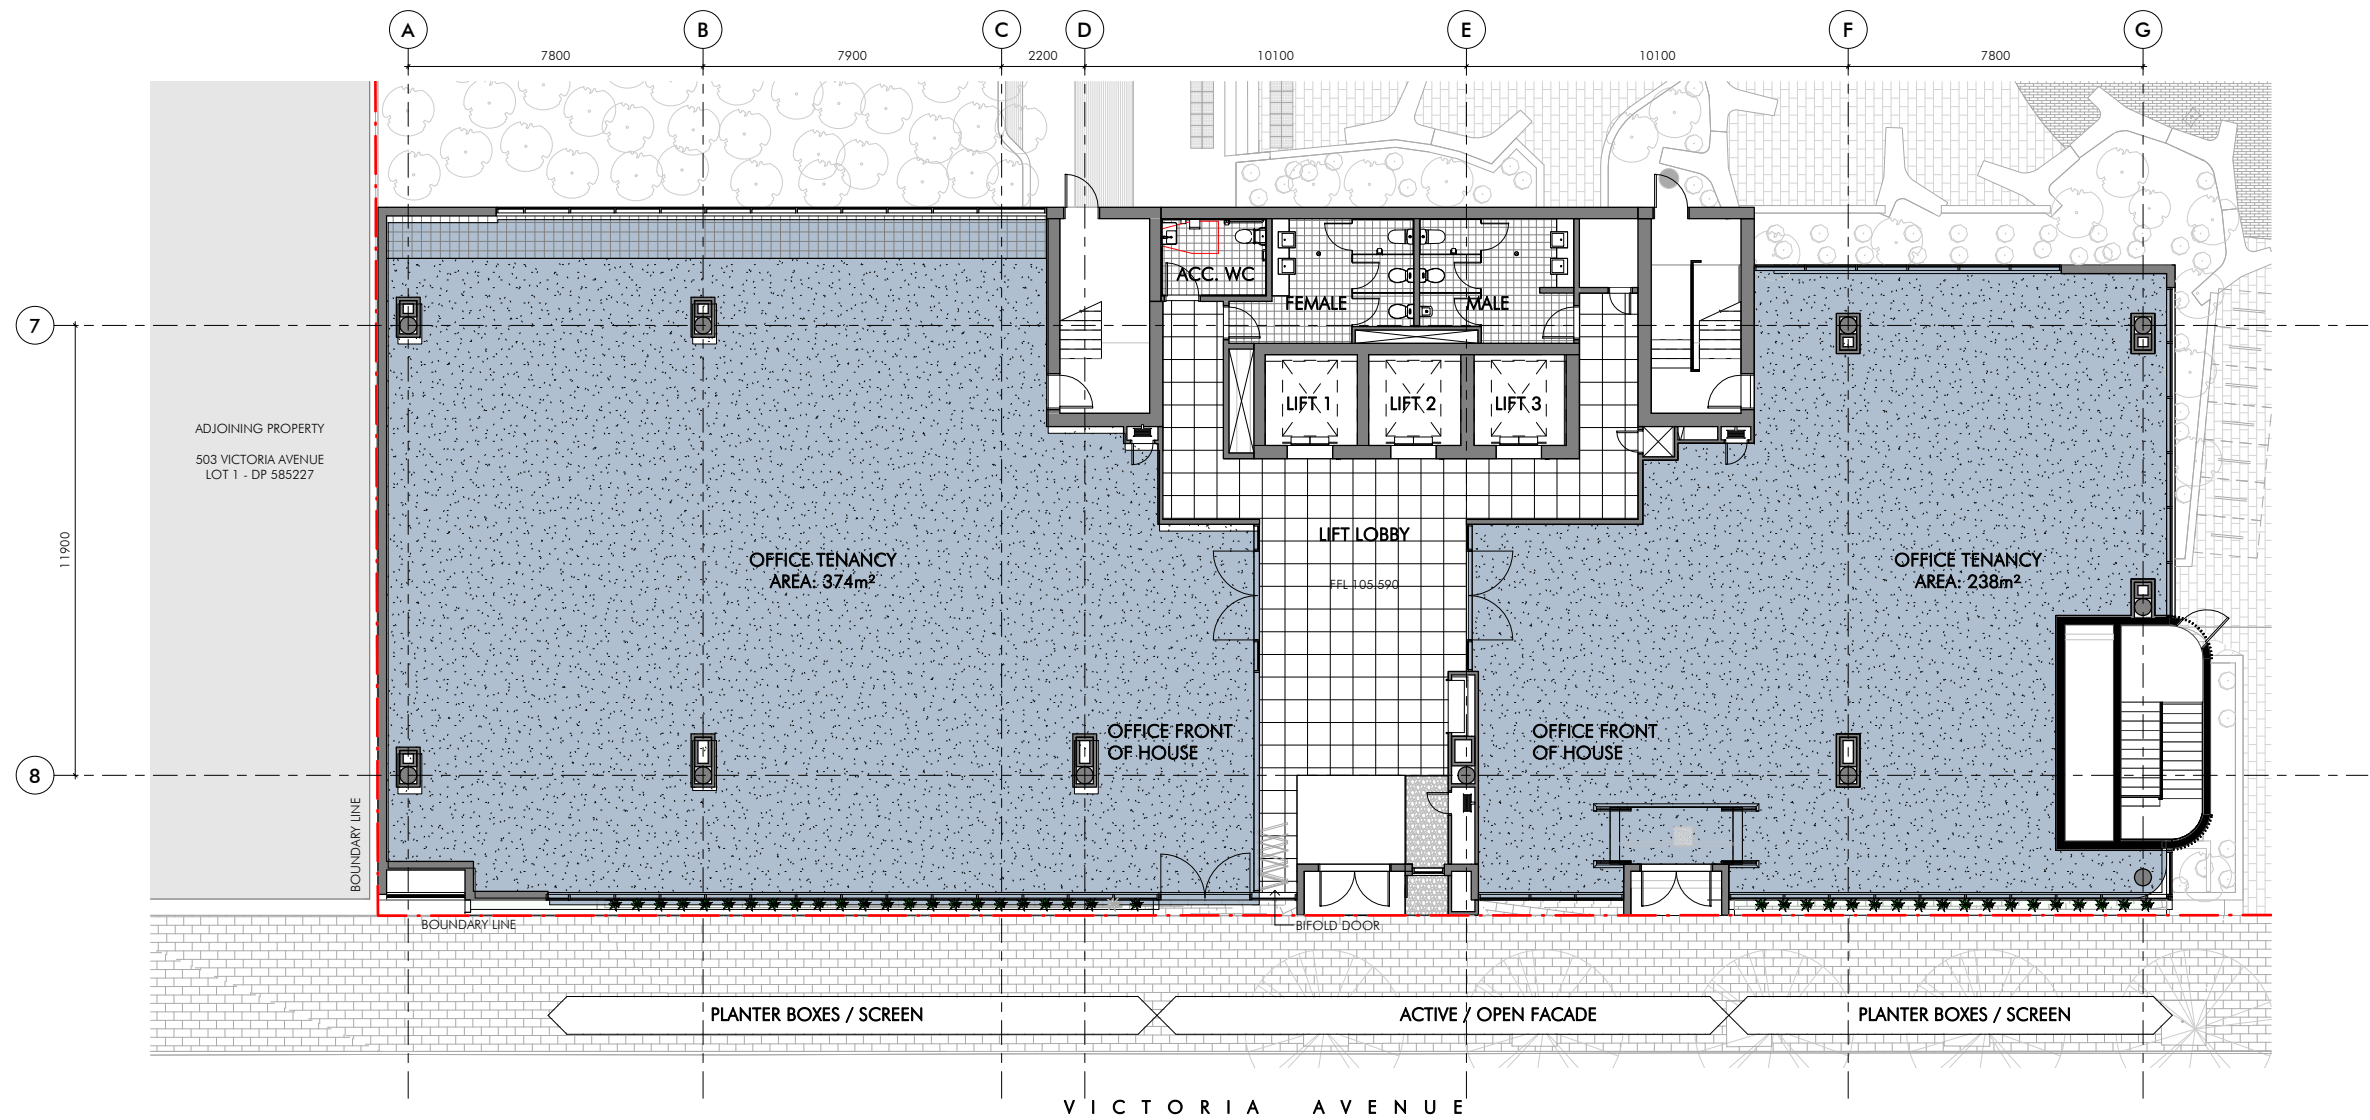 A
B
C
D
E
F
G
7800
7900
2200
10100
10100
7800
7
8
11900
ADJOINING PROPERTY
503 VICTORIA AVENUE
LOT 1 - DP 585227
BOUNDARY LINE
BOUNDARY LINE
ACC. WC
FEMALE
MALE
LIFT 1
LIFT 2
LIFT 3
LIFT LOBBY
FFL 105.590
OFFICE TENANCY
AREA: 374m²
OFFICE TENANCY
AREA: 238m²
OFFICE FRONT
OF HOUSE
OFFICE FRONT
OF HOUSE
BIFOLD DOOR
PLANTER BOXES / SCREEN
ACTIVE / OPEN FACADE
PLANTER BOXES / SCREEN
VICTORIA AVENUE